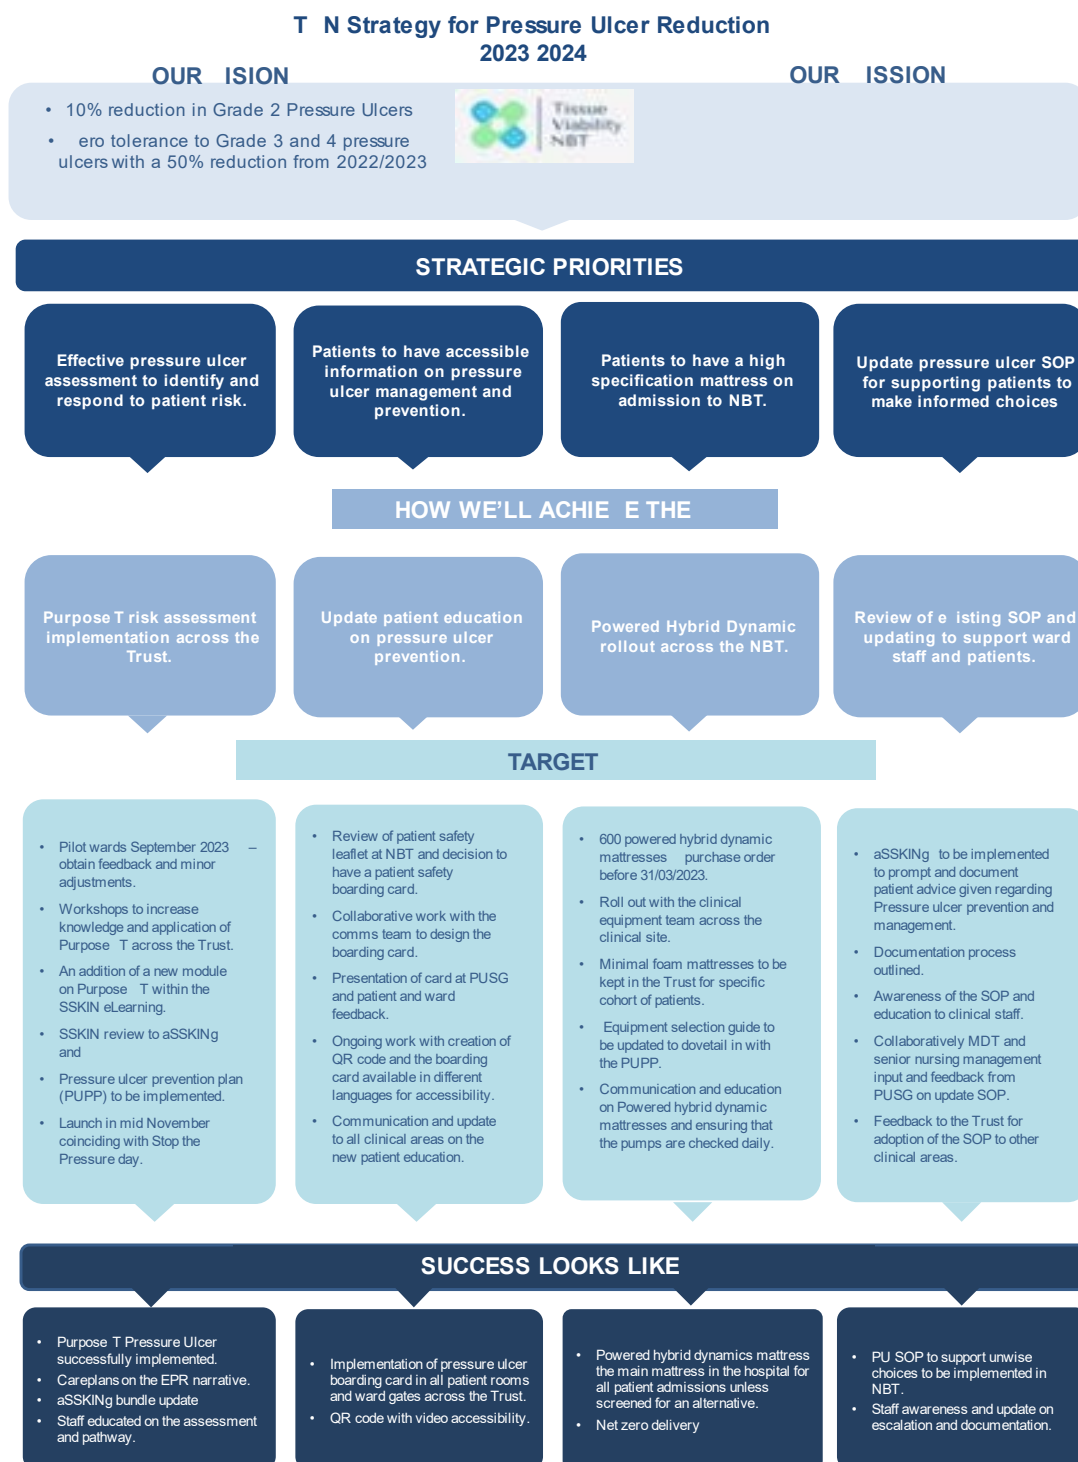 T N Strategy for Pressure Ulcer Reduction
2023 2024
OUR ISION
OUR ISSION
• 10% reduction in Grade 2 Pressure Ulcers
• ero tolerance to Grade 3 and 4 pressure
ulcers with a 50% reduction from 2022/2023
Tissue
Viability
NBT
STRATEGIC PRIORITIES
Effective pressure ulcer
assessment to identify and
respond to patient risk.
Patients to have accessible
information on pressure
ulcer management and
prevention.
Patients to have a high
specification mattress on
admission to NBT.
Update pressure ulcer SOP
for supporting patients to
make informed choices
HOW WE'LL ACHIE E THE
Purpose T risk assessment
implementation across the
Trust.
Update patient education
on pressure ulcer
prevention.
Powered Hybrid Dynamic
rollout across the NBT.
Review of e isting SOP and
updating to support ward
staff and patients.
TARGET
• Pilot wards September 2023 –
obtain feedback and minor
adjustments.
• Workshops to increase
knowledge and application of
Purpose T across the Trust.
• An addition of a new module
on Purpose T within the
SSKIN eLearning.
• SSKIN review to aSSKINg
and
• Pressure ulcer prevention plan
(PUPP) to be implemented.
• Launch in mid November
coinciding with Stop the
Pressure day.
• Review of patient safety
leaflet at NBT and decision to
have a patient safety
boarding card.
• Collaborative work with the
comms team to design the
boarding card.
• Presentation of card at PUSG
and patient and ward
feedback.
• Ongoing work with creation of
QR code and the boarding
card available in different
languages for accessibility.
• Communication and update
to all clinical areas on the
new patient education.
• 600 powered hybrid dynamic
mattresses purchase order
before 31/03/2023.
• Roll out with the clinical
equipment team across the
clinical site.
• Minimal foam mattresses to be
kept in the Trust for specific
cohort of patients.
• Equipment selection guide to
be updated to dovetail in with
the PUPP.
• Communication and education
on Powered hybrid dynamic
mattresses and ensuring that
the pumps are checked daily.
• aSSKINg to be implemented
to prompt and document
patient advice given regarding
Pressure ulcer prevention and
management.
• Documentation process
outlined.
• Awareness of the SOP and
education to clinical staff.
• Collaboratively MDT and
senior nursing management
input and feedback from
PUSG on update SOP.
• Feedback to the Trust for
adoption of the SOP to other
clinical areas.
SUCCESS LOOKS LIKE
• Purpose T Pressure Ulcer
successfully implemented.
• Careplans on the EPR narrative.
• aSSKINg bundle update
• Staff educated on the assessment
and pathway.
• Implementation of pressure ulcer
boarding card in all patient rooms
and ward gates across the Trust.
• QR code with video accessibility.
• Powered hybrid dynamics mattress
the main mattress in the hospital for
all patient admissions unless
screened for an alternative.
• Net zero delivery
• PU SOP to support unwise
choices to be implemented in
NBT.
• Staff awareness and update on
escalation and documentation.